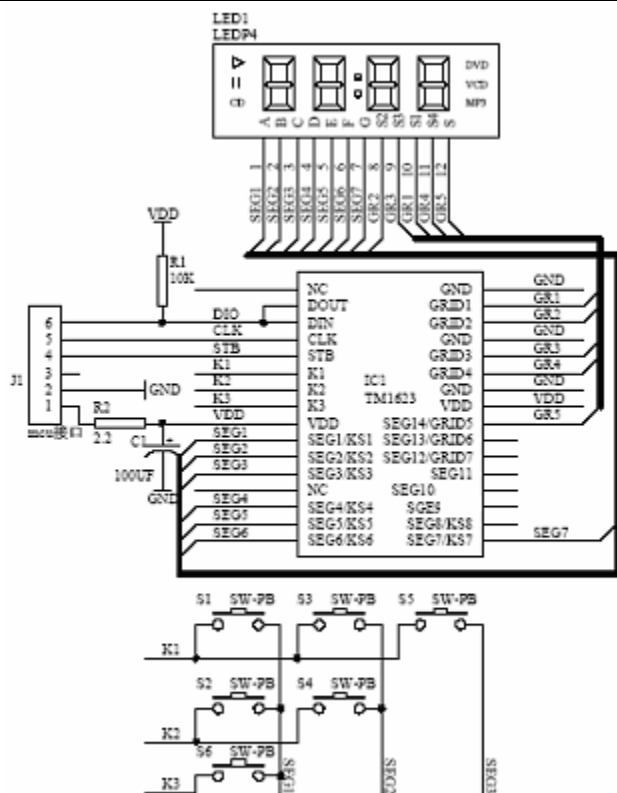 LED1
LEDP4
DVD
VCD
CD
MP3
A B C D E F G S2 S3 S1 S4 S
1 2 3 4 5 6 7 8 9 10 11 12
SEG1 SEG2 SEG3 SEG4 SEG5 SEG6 SEG7 GR2 GR3 GR1 GR4 GR5
VDD
R1
10K
J1
6
5
4
3
2
1
mcu接口
DIO
CLK
STB
K1
K2
K3
VDD
GND
R2
2.2
C1
+
100UF
GND
SEG1
SEG2
SEG3
SEG4
SEG5
SEG6
NC
DOUT
DIN
CLK
STB
K1
K2
K3
VDD
SEG1/KS1
SEG2/KS2
SEG3/KS3
NC
SEG4/KS4
SEG5/KS5
SEG6/KS6
IC1
TM1623
GND
GRID1
GRID2
GND
GRID3
GRID4
GND
VDD
SEG14/GRID5
SEG13/GRID6
SEG12/GRID7
SEG11
SEG10
SGE9
SEG8/KS8
SEG7/KS7
GND
GR1
GR2
GND
GR3
GR4
GND
VDD
GR5
SEG7
S1 SW-PB
S3 SW-PB
S5 SW-PB
K1
S2 SW-PB
S4 SW-PB
K2
S6 SW-PB
K3
SEG1
SEG2
SEG3